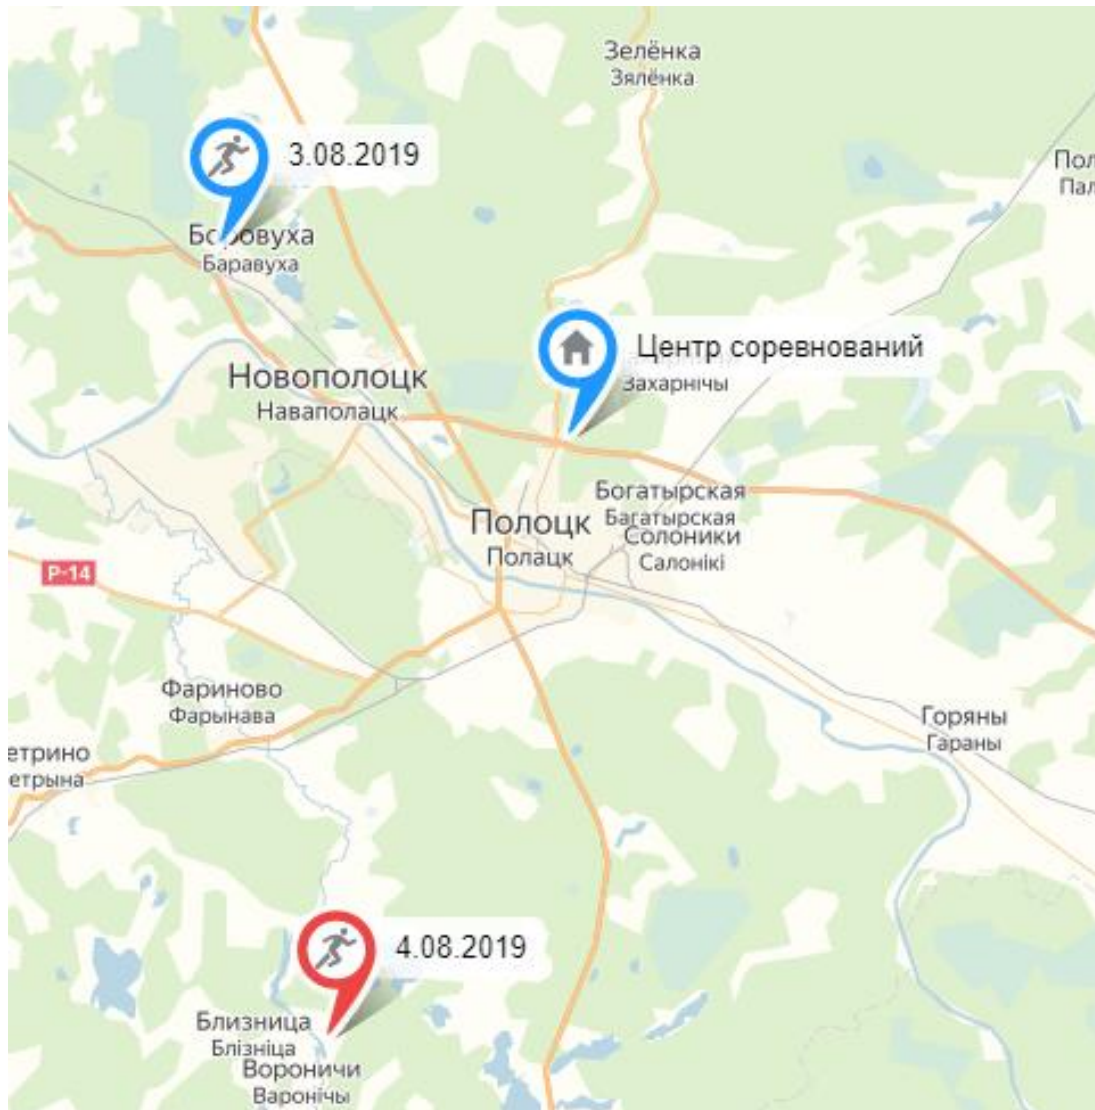 Зелёнка
Зялёнка
3.08.2019
Пол
Пал
Боровуха
Баравуха
Центр соревнований
Захарнічы
Новополоцк
Наваполацк
Богатырская
Багатырская
Полоцк
Полацк
Солоники
Салонікі
Р-14
Фариново
Фарынава
Горяны
Гараны
етрино
етрына
4.08.2019
Близница
Блізніца
Вороничи
Варонічы